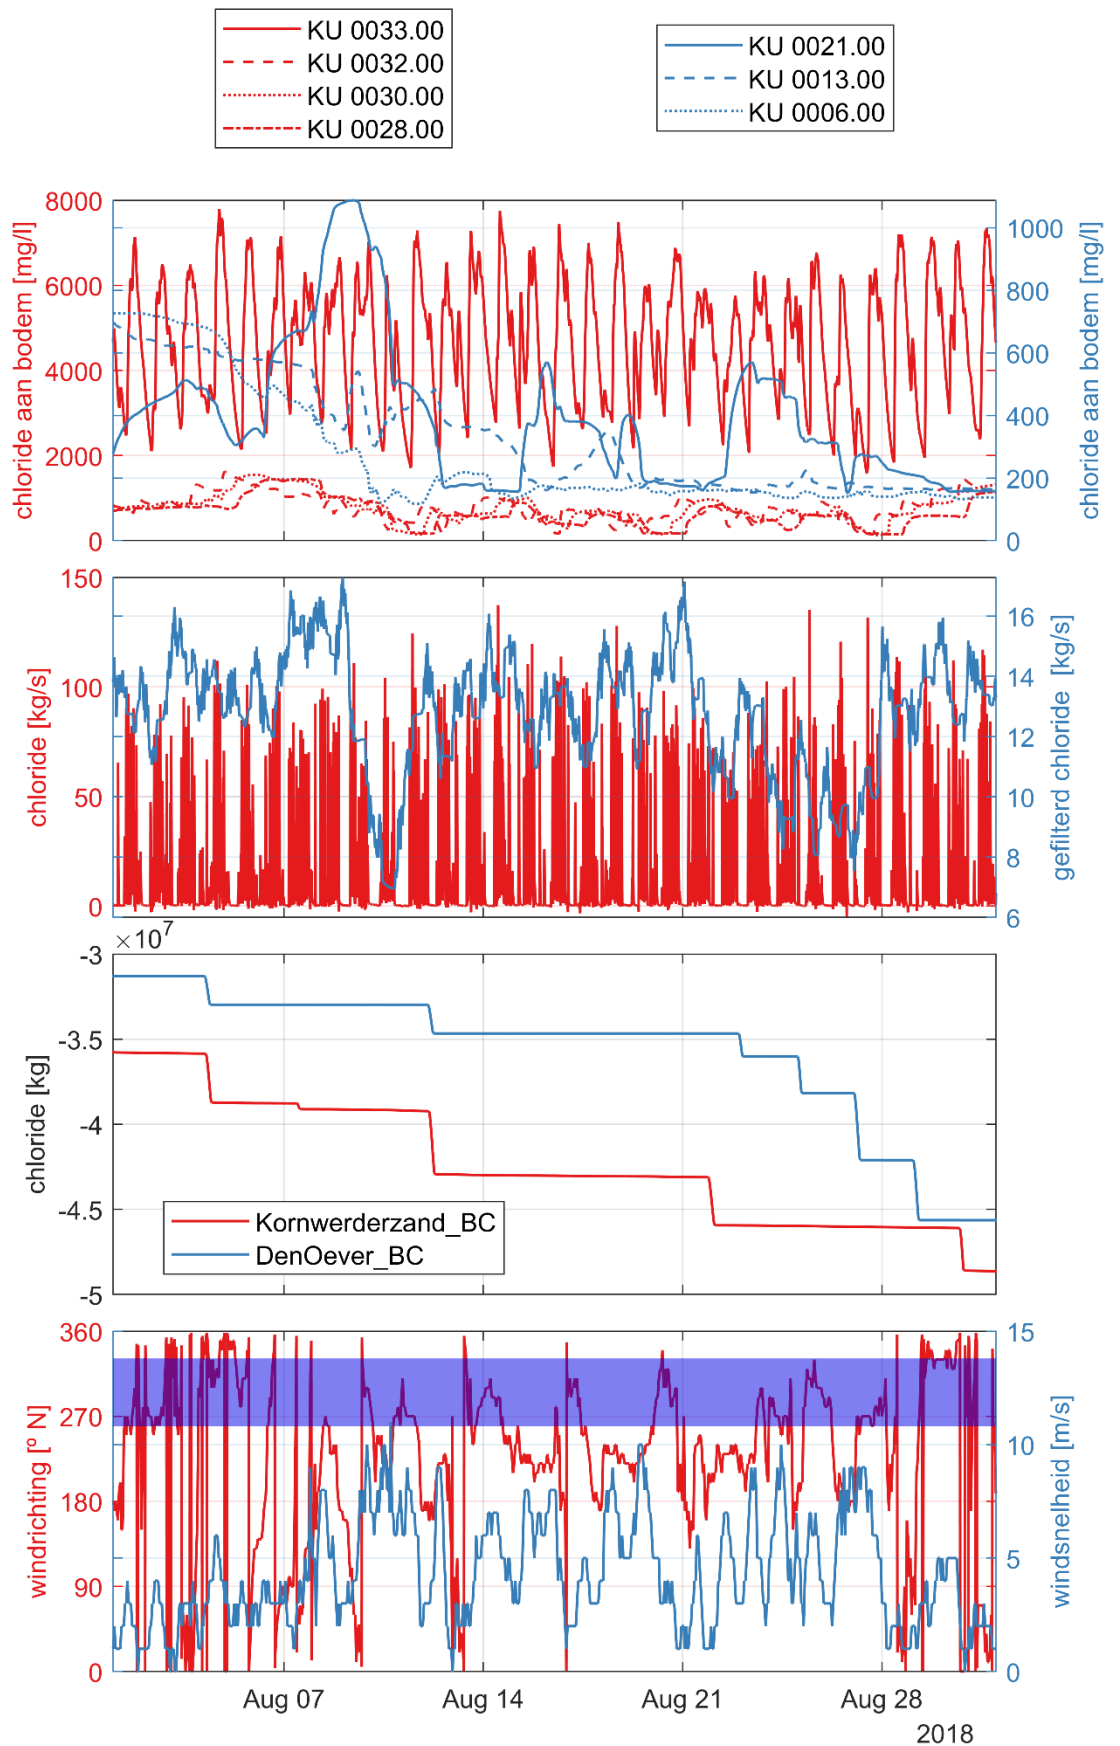 KU 0033.00
KU 0032.00
KU 0030.00
KU 0028.00
KU 0021.00
KU 0013.00
KU 0006.00
chloride aan bodem [mg/l]
8000
6000
4000
2000
0
1000
800
600
400
200
0
chloride aan bodem [mg/l]
chloride [kg/s]
150
100
50
0
16
14
12
10
8
6
gefilterd chloride [kg/s]
×10⁷
chloride [kg]
-3
-3.5
-4
-4.5
-5
Kornwerderzand_BC
DenOever_BC
windrichting [º N]
360
270
180
90
0
15
10
5
0
windsnelheid [m/s]
Aug 07
Aug 14
Aug 21
Aug 28
2018